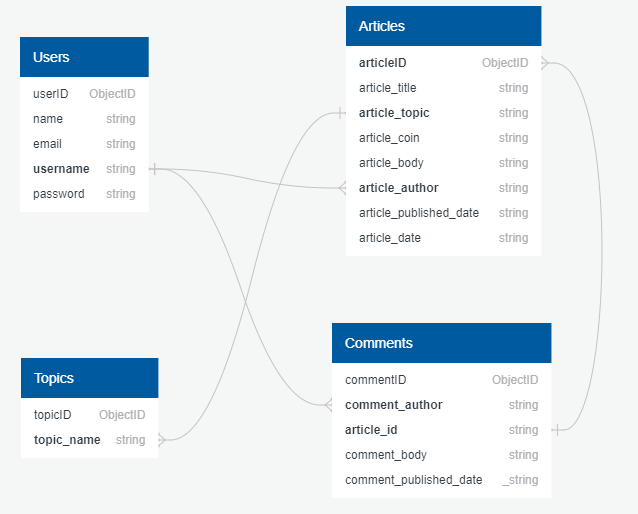 Users
userID ObjectID
name string
email string
username string
password string
Articles
articleID ObjectID
article_title string
article_topic string
article_coin string
article_body string
article_author string
article_published_date string
article_date string
Topics
topicID ObjectID
topic_name string
Comments
commentID ObjectID
comment_author string
article_id string
comment_body string
comment_published_date _string